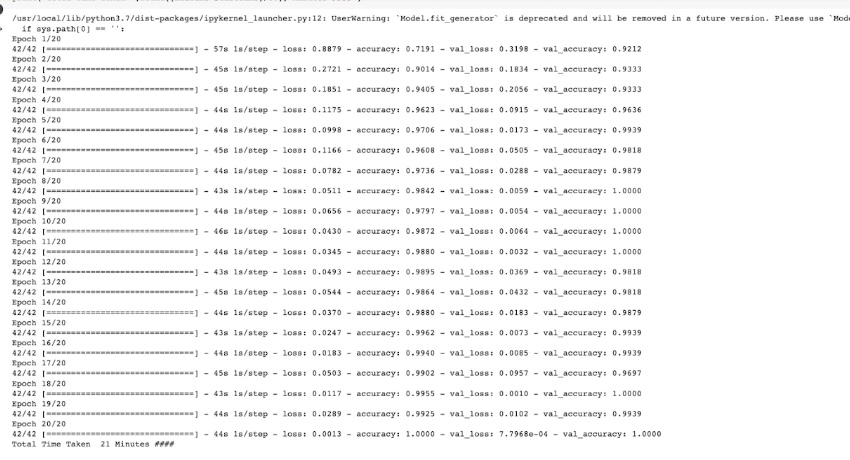 /usr/local/lib/python3.7/dist-packages/ipykernel_launcher.py:12: UserWarning: `Model.fit_generator` is deprecated and will be removed in a future version. Please use `Mode
if sys.path[0] == '':
Epoch 1/20
42/42 [==============================] - 57s 1s/step - loss: 0.8879 - accuracy: 0.7191 - val_loss: 0.3198 - val_accuracy: 0.9212
Epoch 2/20
42/42 [==============================] - 45s 1s/step - loss: 0.2721 - accuracy: 0.9014 - val_loss: 0.1834 - val_accuracy: 0.9333
Epoch 3/20
42/42 [==============================] - 45s 1s/step - loss: 0.1851 - accuracy: 0.9405 - val_loss: 0.2056 - val_accuracy: 0.9333
Epoch 4/20
42/42 [==============================] - 44s 1s/step - loss: 0.1175 - accuracy: 0.9623 - val_loss: 0.0915 - val_accuracy: 0.9636
Epoch 5/20
42/42 [==============================] - 44s 1s/step - loss: 0.0998 - accuracy: 0.9706 - val_loss: 0.0173 - val_accuracy: 0.9939
Epoch 6/20
42/42 [==============================] - 45s 1s/step - loss: 0.1166 - accuracy: 0.9608 - val_loss: 0.0505 - val_accuracy: 0.9818
Epoch 7/20
42/42 [==============================] - 44s 1s/step - loss: 0.0782 - accuracy: 0.9736 - val_loss: 0.0288 - val_accuracy: 0.9879
Epoch 8/20
42/42 [==============================] - 43s 1s/step - loss: 0.0511 - accuracy: 0.9842 - val_loss: 0.0059 - val_accuracy: 1.0000
Epoch 9/20
42/42 [==============================] - 44s 1s/step - loss: 0.0656 - accuracy: 0.9797 - val_loss: 0.0054 - val_accuracy: 1.0000
Epoch 10/20
42/42 [==============================] - 46s 1s/step - loss: 0.0430 - accuracy: 0.9872 - val_loss: 0.0064 - val_accuracy: 1.0000
Epoch 11/20
42/42 [==============================] - 44s 1s/step - loss: 0.0345 - accuracy: 0.9880 - val_loss: 0.0032 - val_accuracy: 1.0000
Epoch 12/20
42/42 [==============================] - 43s 1s/step - loss: 0.0493 - accuracy: 0.9895 - val_loss: 0.0369 - val_accuracy: 0.9818
Epoch 13/20
42/42 [==============================] - 45s 1s/step - loss: 0.0544 - accuracy: 0.9864 - val_loss: 0.0432 - val_accuracy: 0.9818
Epoch 14/20
42/42 [==============================] - 44s 1s/step - loss: 0.0370 - accuracy: 0.9880 - val_loss: 0.0183 - val_accuracy: 0.9879
Epoch 15/20
42/42 [==============================] - 43s 1s/step - loss: 0.0247 - accuracy: 0.9962 - val_loss: 0.0073 - val_accuracy: 0.9939
Epoch 16/20
42/42 [==============================] - 44s 1s/step - loss: 0.0183 - accuracy: 0.9940 - val_loss: 0.0085 - val_accuracy: 0.9939
Epoch 17/20
42/42 [==============================] - 45s 1s/step - loss: 0.0503 - accuracy: 0.9902 - val_loss: 0.0957 - val_accuracy: 0.9697
Epoch 18/20
42/42 [==============================] - 43s 1s/step - loss: 0.0117 - accuracy: 0.9955 - val_loss: 0.0010 - val_accuracy: 1.0000
Epoch 19/20
42/42 [==============================] - 44s 1s/step - loss: 0.0289 - accuracy: 0.9925 - val_loss: 0.0102 - val_accuracy: 0.9939
Epoch 20/20
42/42 [==============================] - 44s 1s/step - loss: 0.0013 - accuracy: 1.0000 - val_loss: 7.7968e-04 - val_accuracy: 1.0000
Total Time Taken  21 Minutes ####